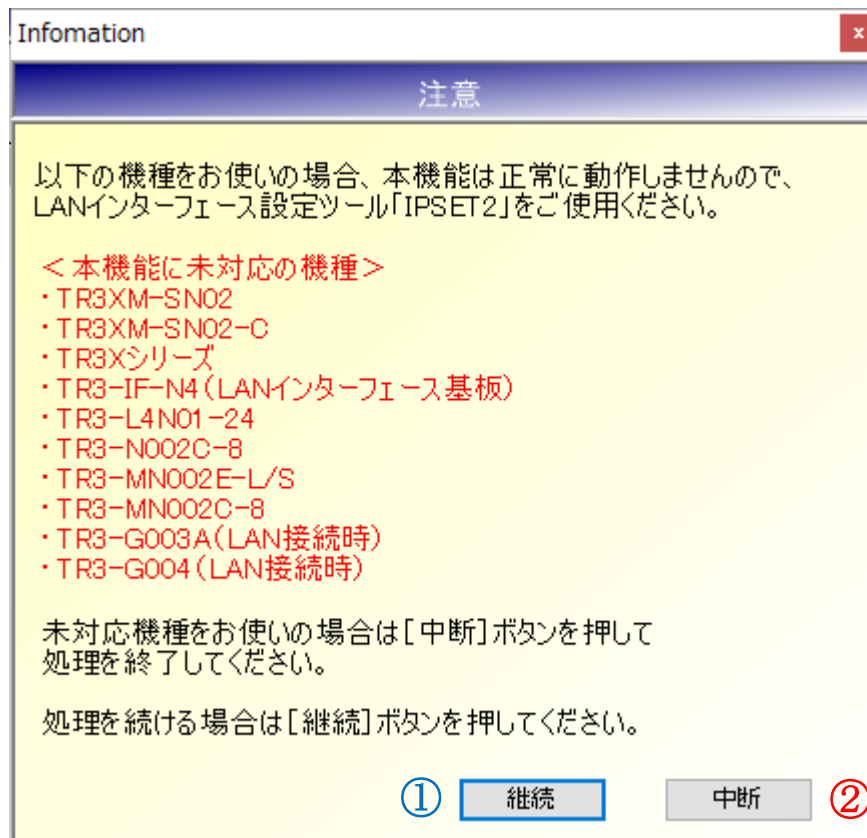 Infomation
x
注意
以下の機種をお使いの場合、本機能は正常に動作しませんので、
LANインターフェース設定ツール「IPSET2」をご使用ください。
＜本機能に未対応の機種＞
・TR3XM-SN02
・TR3XM-SN02-C
・TR3Xシリーズ
・TR3-IF-N4(LANインターフェース基板)
・TR3-L4N01-24
・TR3-N002C-8
・TR3-MN002E-L/S
・TR3-MN002C-8
・TR3-G003A(LAN接続時)
・TR3-G004(LAN接続時)
未対応機種をお使いの場合は[中断]ボタンを押して
処理を終了してください。
処理を続ける場合は[継続]ボタンを押してください。
① 継続 中断 ②